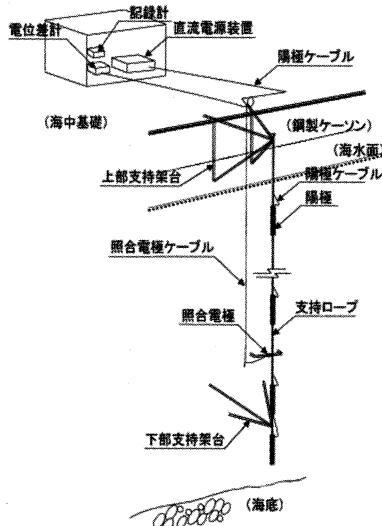 記録計
電位差計
直流電源装置
陽極ケーブル
(海中基礎)
(鋼製ケーソン)
(海水面)
上部支持架台
陽極ケーブル
陽極
照合電極ケーブル
照合電極
支持ロープ
下部支持架台
(海底)